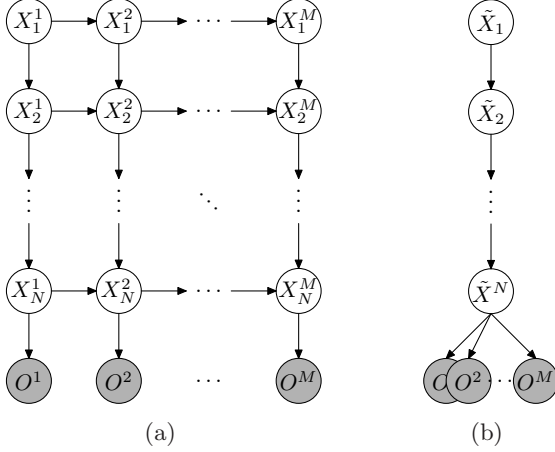 X_1^1 X_1^2 ··· X_1^M X̃_1
X_2^1 X_2^2 ··· X_2^M X̃_2
⋮ ⋮ ⋱ ⋮ ⋮
X_N^1 X_N^2 ··· X_N^M X̃^N
O^1 O^2 ··· O^M O O^2 ··· O^M
(a) (b)